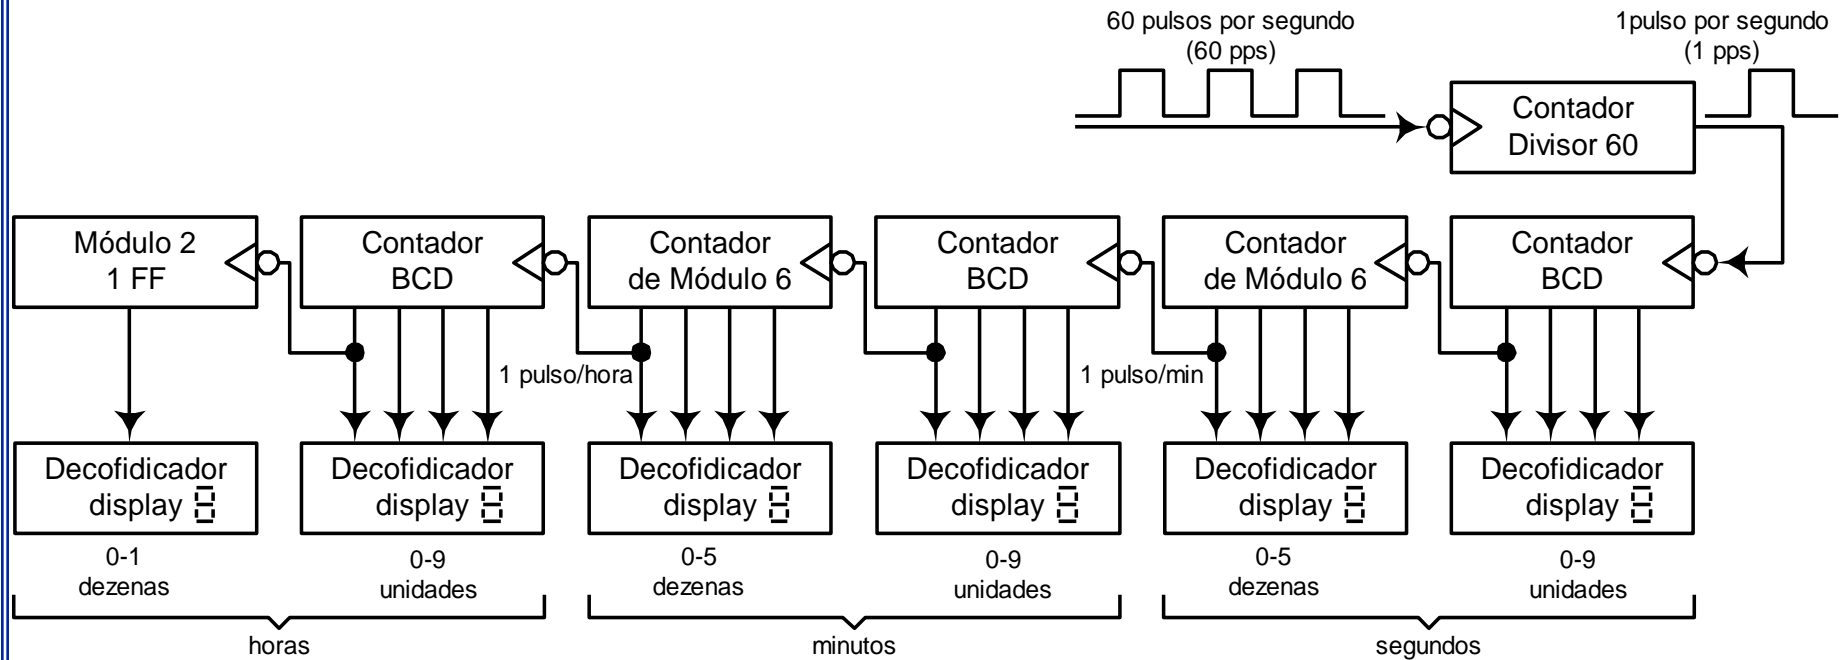 60 pulsos por segundo
(60 pps)
1pulso por segundo
(1 pps)
Contador
Divisor 60
Módulo 2
1 FF
Contador
BCD
Contador
de Módulo 6
Contador
BCD
Contador
de Módulo 6
Contador
BCD
1 pulso/hora
1 pulso/min
Decofidicador
display
Decofidicador
display
Decofidicador
display
Decofidicador
display
Decofidicador
display
Decofidicador
display
0-1
dezenas
0-9
unidades
0-5
dezenas
0-9
unidades
0-5
dezenas
0-9
unidades
horas
minutos
segundos